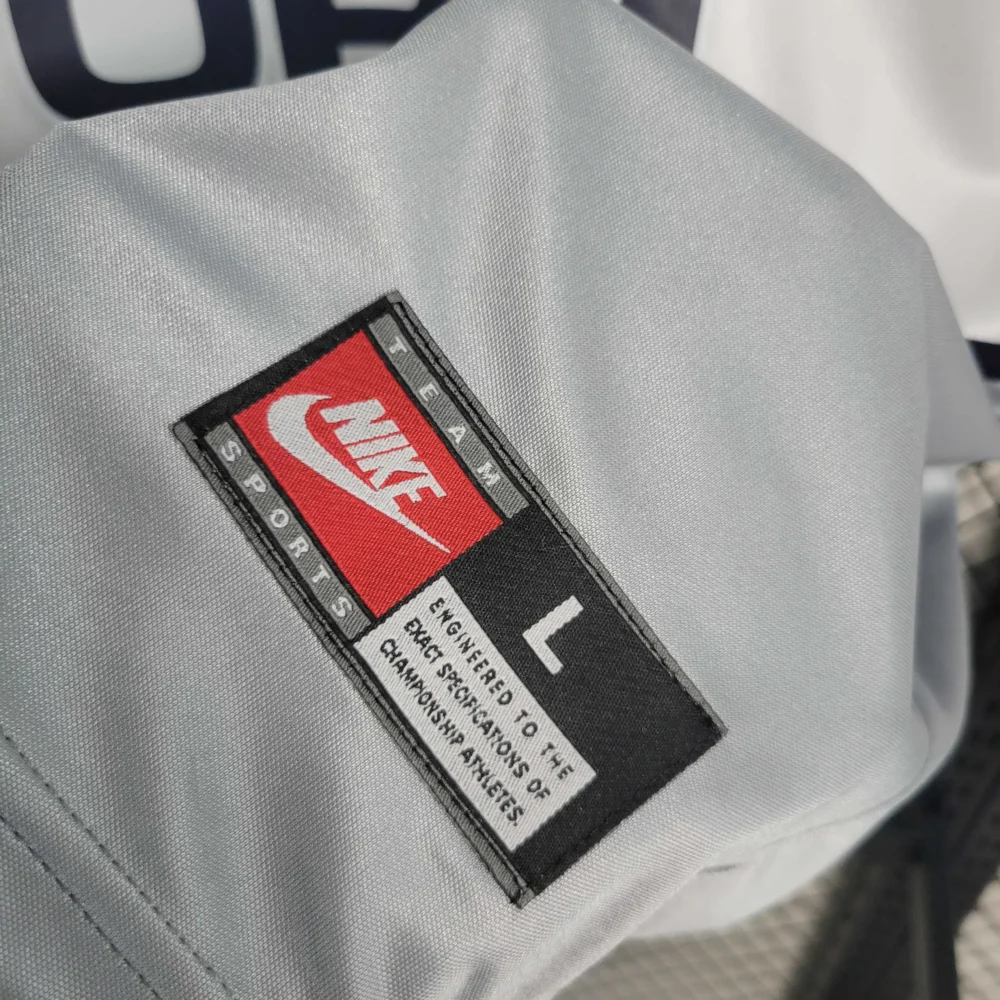 TEAM
NIKE
SPORTS
L
ENGINEERED TO THE
EXACT SPECIFICATIONS OF
CHAMPIONSHIP ATHLETES.